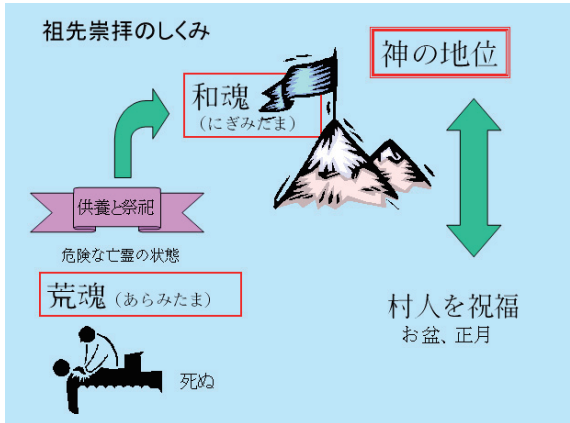 祖先崇拝のしくみ
神の地位
和魂
(にぎみだま)
供養と祭祀
危険な亡霊の状態
荒魂(あらみたま)
死ぬ
村人を祝福
お盆、正月